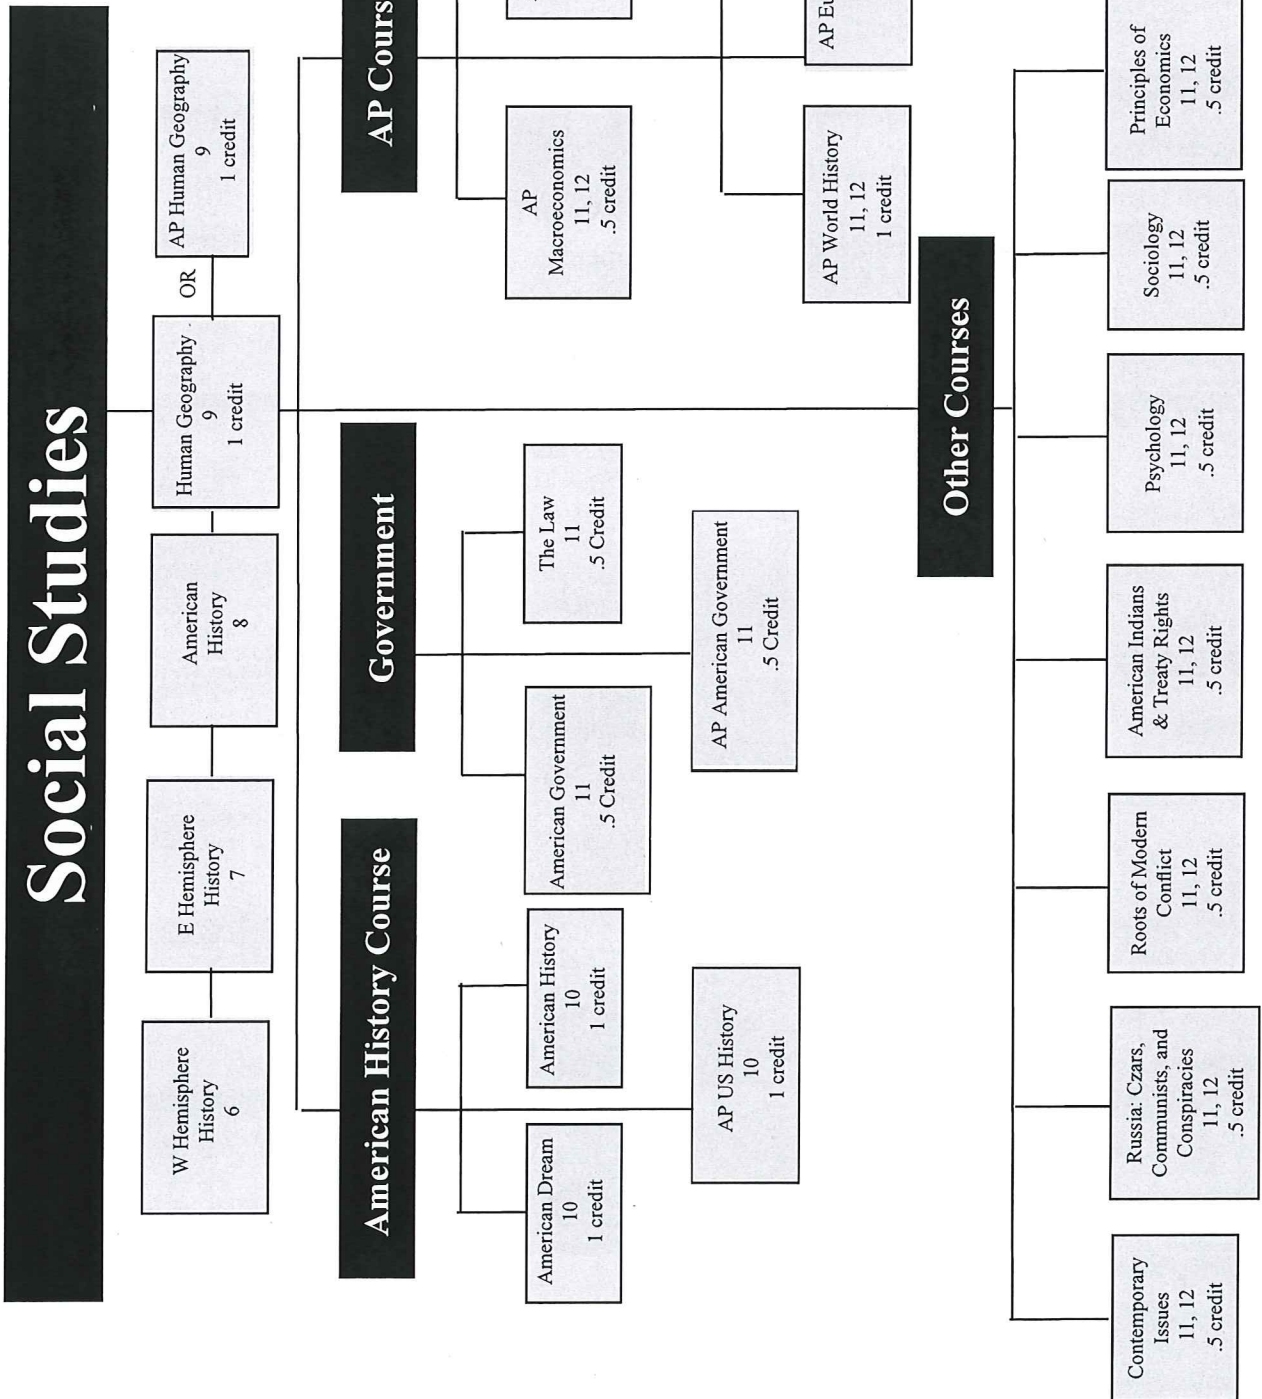 Social Studies
W Hemisphere
History
6
E Hemisphere
History
7
American
History
8
Human Geography
9
1 credit
OR
AP Human Geography
9
1 credit
American History Course
American Dream
10
1 credit
American History
10
1 credit
AP US History
10
1 credit
Government
American Government
11
.5 Credit
The Law
11
.5 Credit
AP American Government
11
.5 Credit
AP Cours
AP
Macroeconomics
11, 12
.5 credit
AP World History
11, 12
1 credit
AP Eu
Other Courses
Contemporary
Issues
11, 12
.5 credit
Russia: Czars,
Communists, and
Conspiracies
11, 12
.5 credit
Roots of Modern
Conflict
11, 12
.5 credit
American Indians
& Treaty Rights
11, 12
.5 credit
Psychology
11, 12
.5 credit
Sociology
11, 12
.5 credit
Principles of
Economics
11, 12
.5 credit